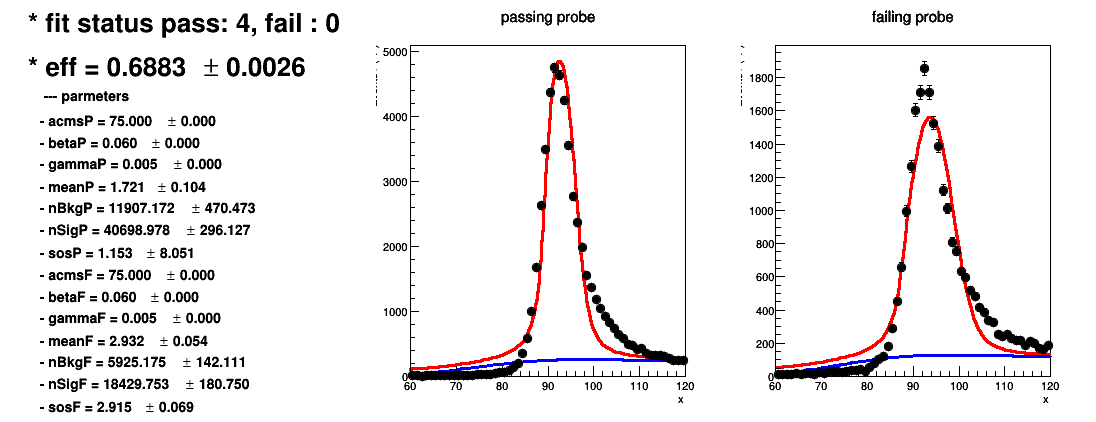 * fit status pass: 4, fail : 0
* eff = 0.6883 ± 0.0026
--- parmeters
- acmsP = 75.000 ± 0.000
- betaP = 0.060 ± 0.000
- gammaP = 0.005 ± 0.000
- meanP = 1.721 ± 0.104
- nBkgP = 11907.172 ± 470.473
- nSigP = 40698.978 ± 296.127
- sosP = 1.153 ± 8.051
- acmsF = 75.000 ± 0.000
- betaF = 0.060 ± 0.000
- gammaF = 0.005 ± 0.000
- meanF = 2.932 ± 0.054
- nBkgF = 5925.175 ± 142.111
- nSigF = 18429.753 ± 180.750
- sosF = 2.915 ± 0.069
passing probe
5000
4000
3000
2000
1000
0
60 70 80 90 100 110 120
x
failing probe
1800
1600
1400
1200
1000
800
600
400
200
0
60 70 80 90 100 110 120
x